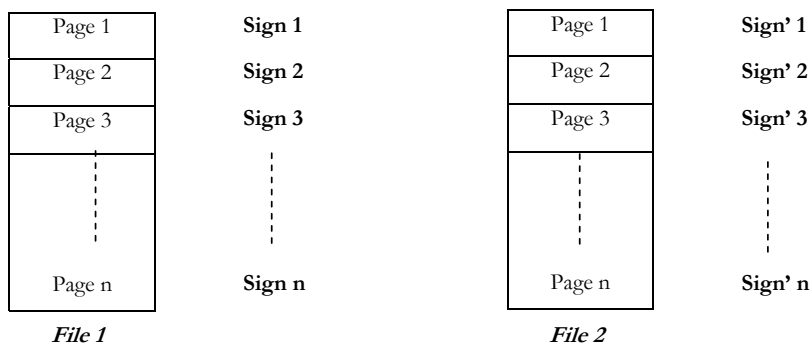 Page 1 Sign 1 Page 1 Sign’ 1
Page 2 Sign 2 Page 2 Sign’ 2
Page 3 Sign 3 Page 3 Sign’ 3
Page n Sign n Page n Sign’ n
File 1 File 2